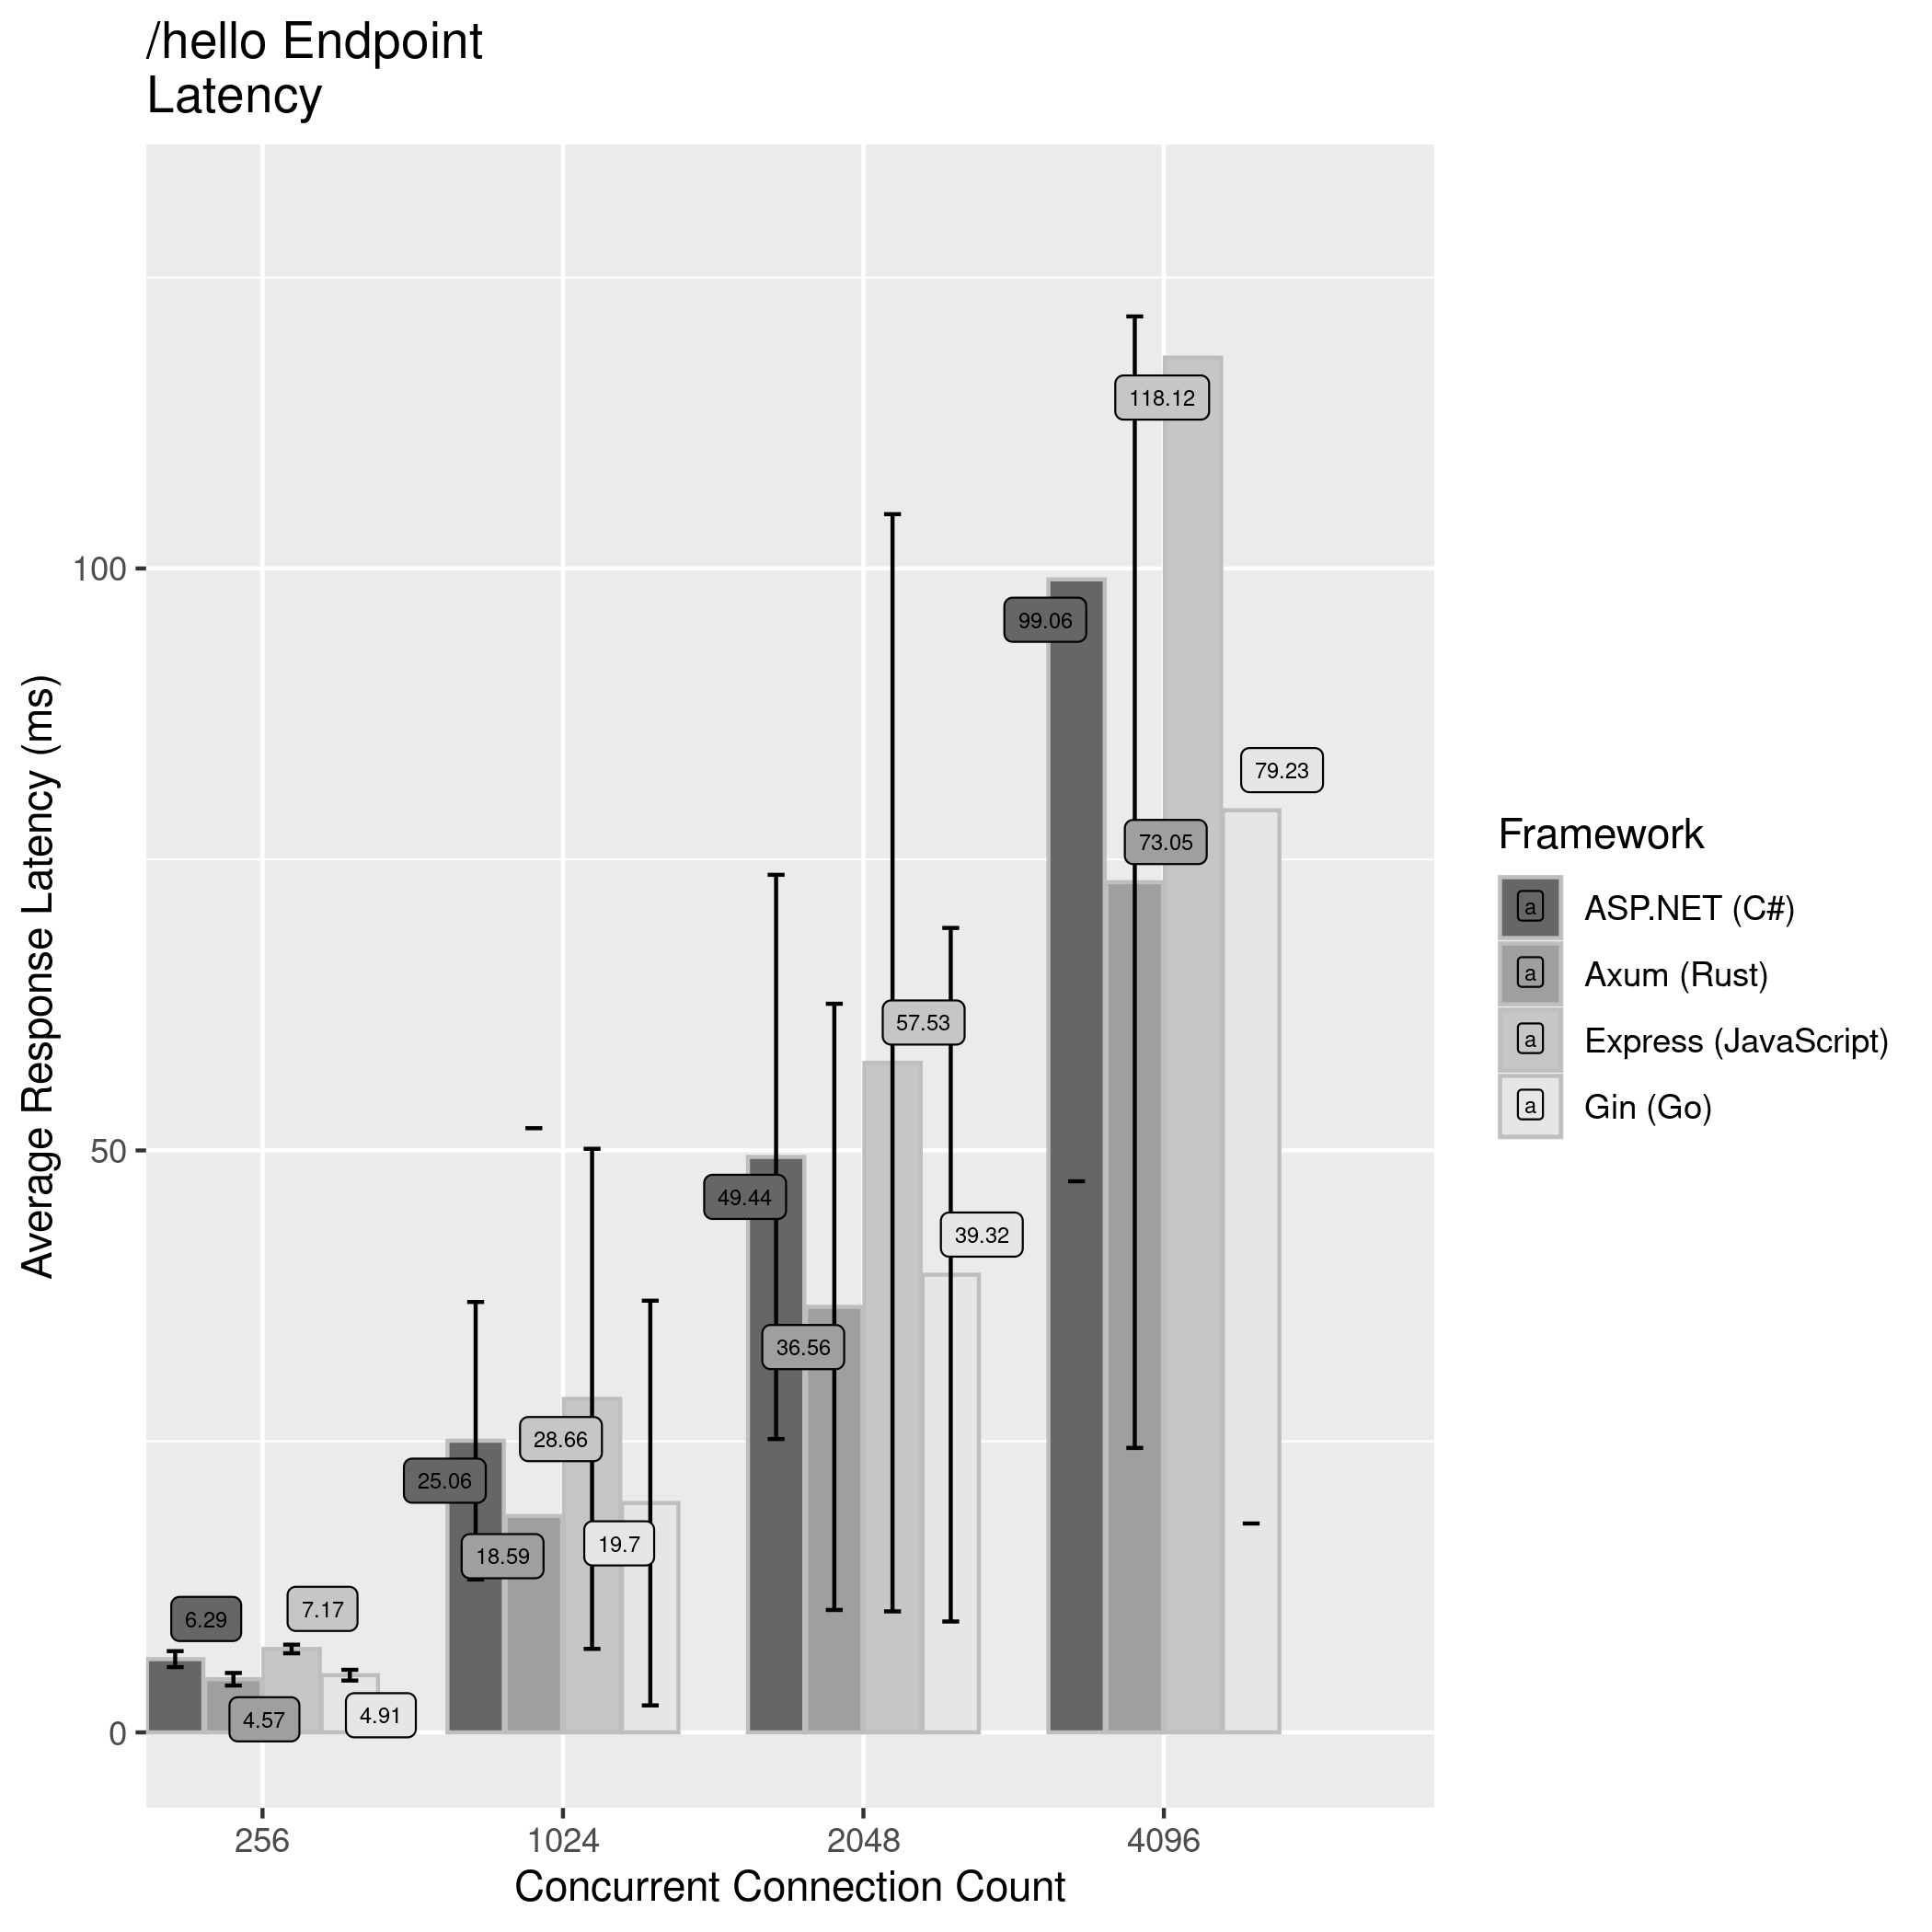 /hello Endpoint
Latency
Average Response Latency (ms)
100
50
0
6.29
4.57
7.17
4.91
25.06
18.59
28.66
19.7
49.44
36.56
57.53
39.32
99.06
73.05
118.12
79.23
256
1024
2048
4096
Concurrent Connection Count
Framework
a ASP.NET (C#)
a Axum (Rust)
a Express (JavaScript)
a Gin (Go)